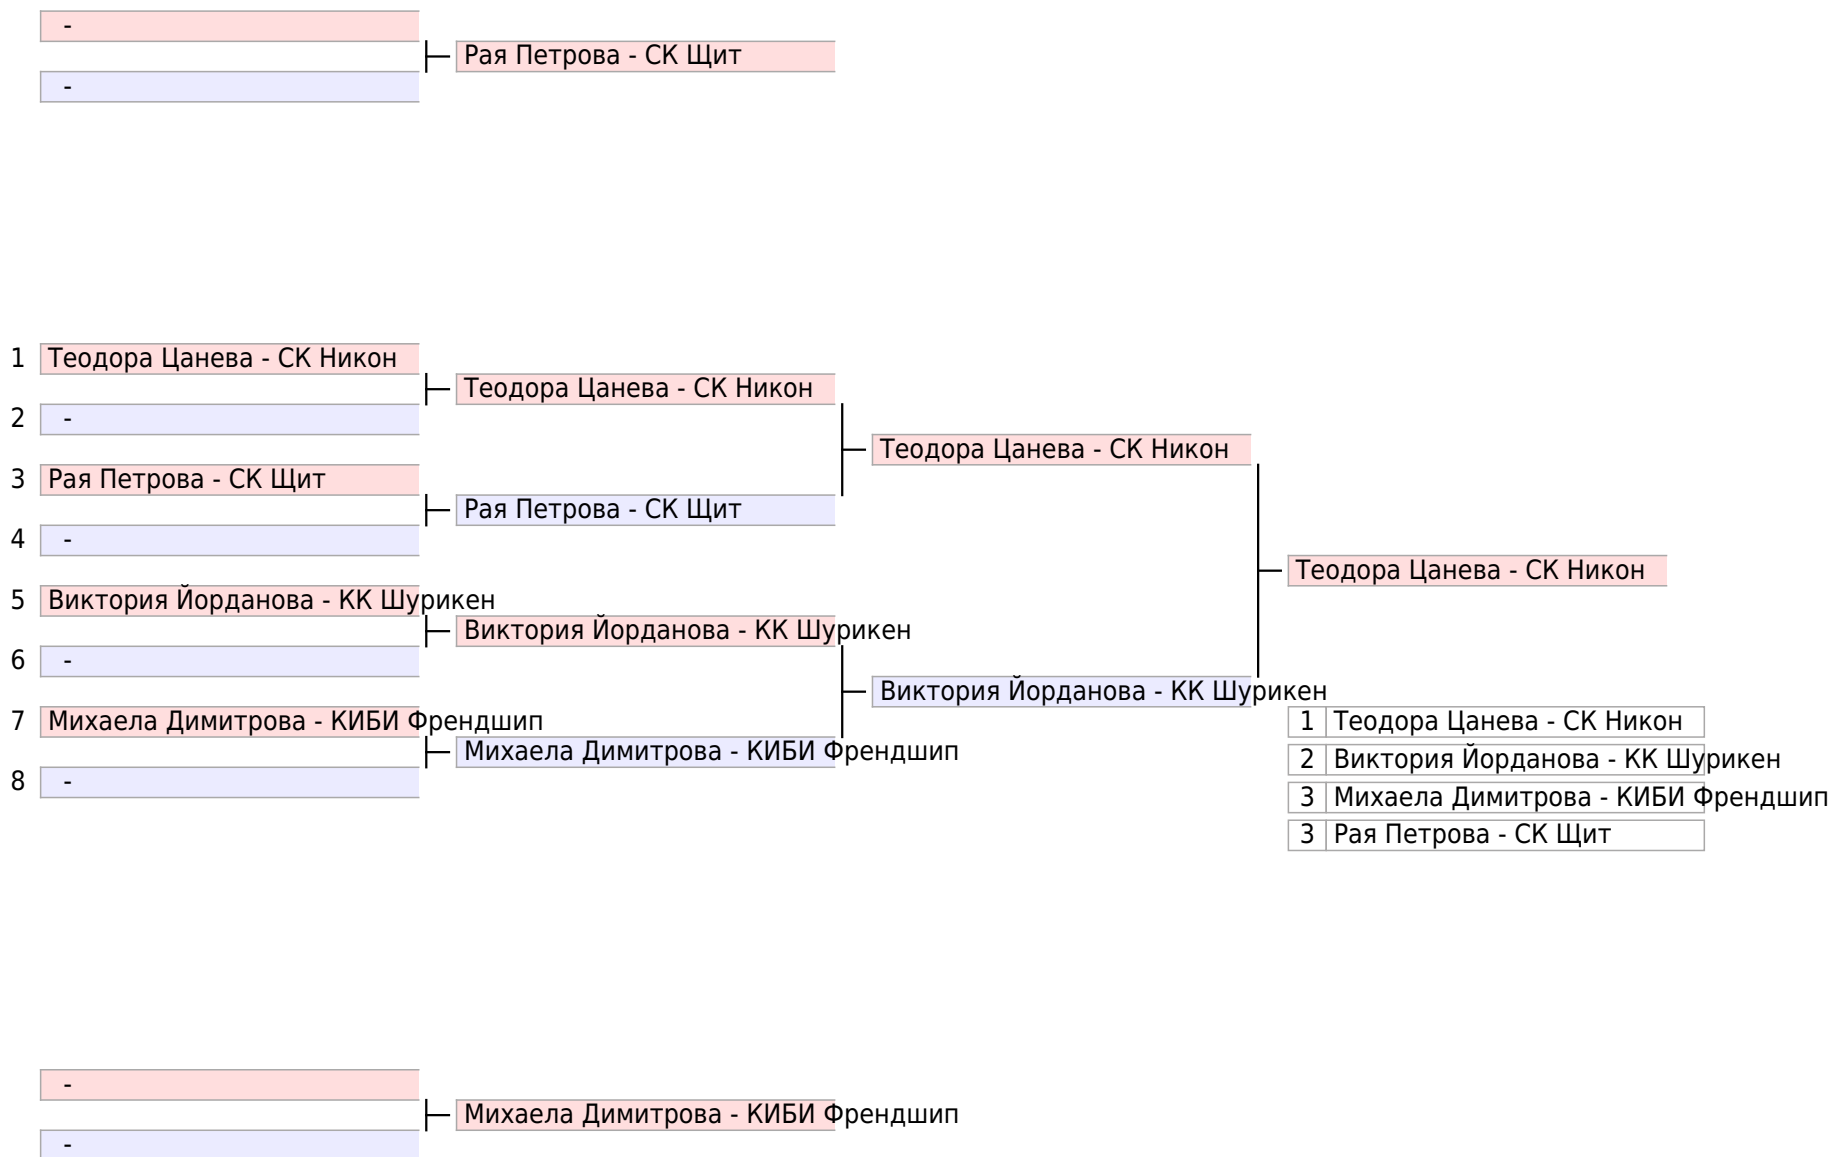 -
Рая Петрова - СК Щит
-
1 Теодора Цанева - СК Никон
Теодора Цанева - СК Никон
2 -
Теодора Цанева - СК Никон
3 Рая Петрова - СК Щит
Рая Петрова - СК Щит
4 -
Теодора Цанева - СК Никон
5 Виктория Йорданова - КК Шурикен
Виктория Йорданова - КК Шурикен
6 -
Виктория Йорданова - КК Шурикен
7 Михаела Димитрова - КИБИ Френдшип
Михаела Димитрова - КИБИ Френдшип
8 -
1 Теодора Цанева - СК Никон
2 Виктория Йорданова - КК Шурикен
3 Михаела Димитрова - КИБИ Френдшип
3 Рая Петрова - СК Щит
-
Михаела Димитрова - КИБИ Френдшип
-